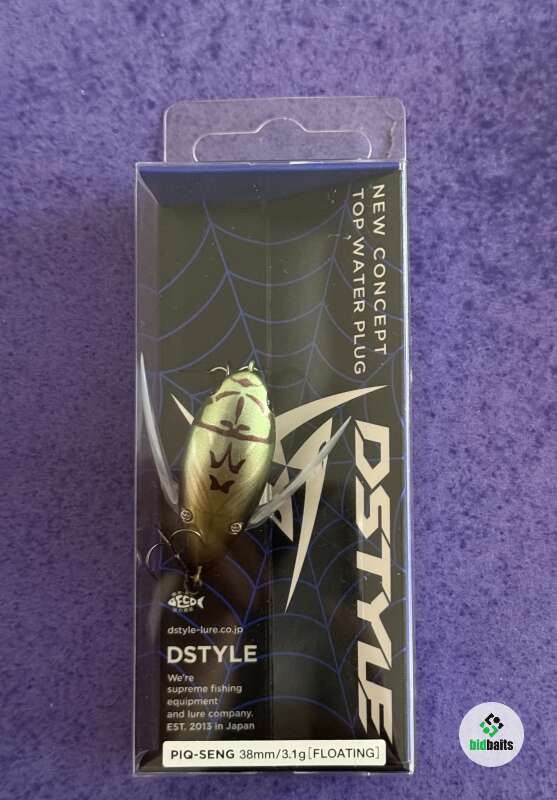 NEW CONCEPT
TOP WATER PLUG
DSTYLE
dstyle-lure.co.jp
DSTYLE
We're
supreme fishing
equipment
and lure company.
EST. 2013 in Japan
PIQ-SENG 38mm/3.1g[FLOATING]
bidbaits